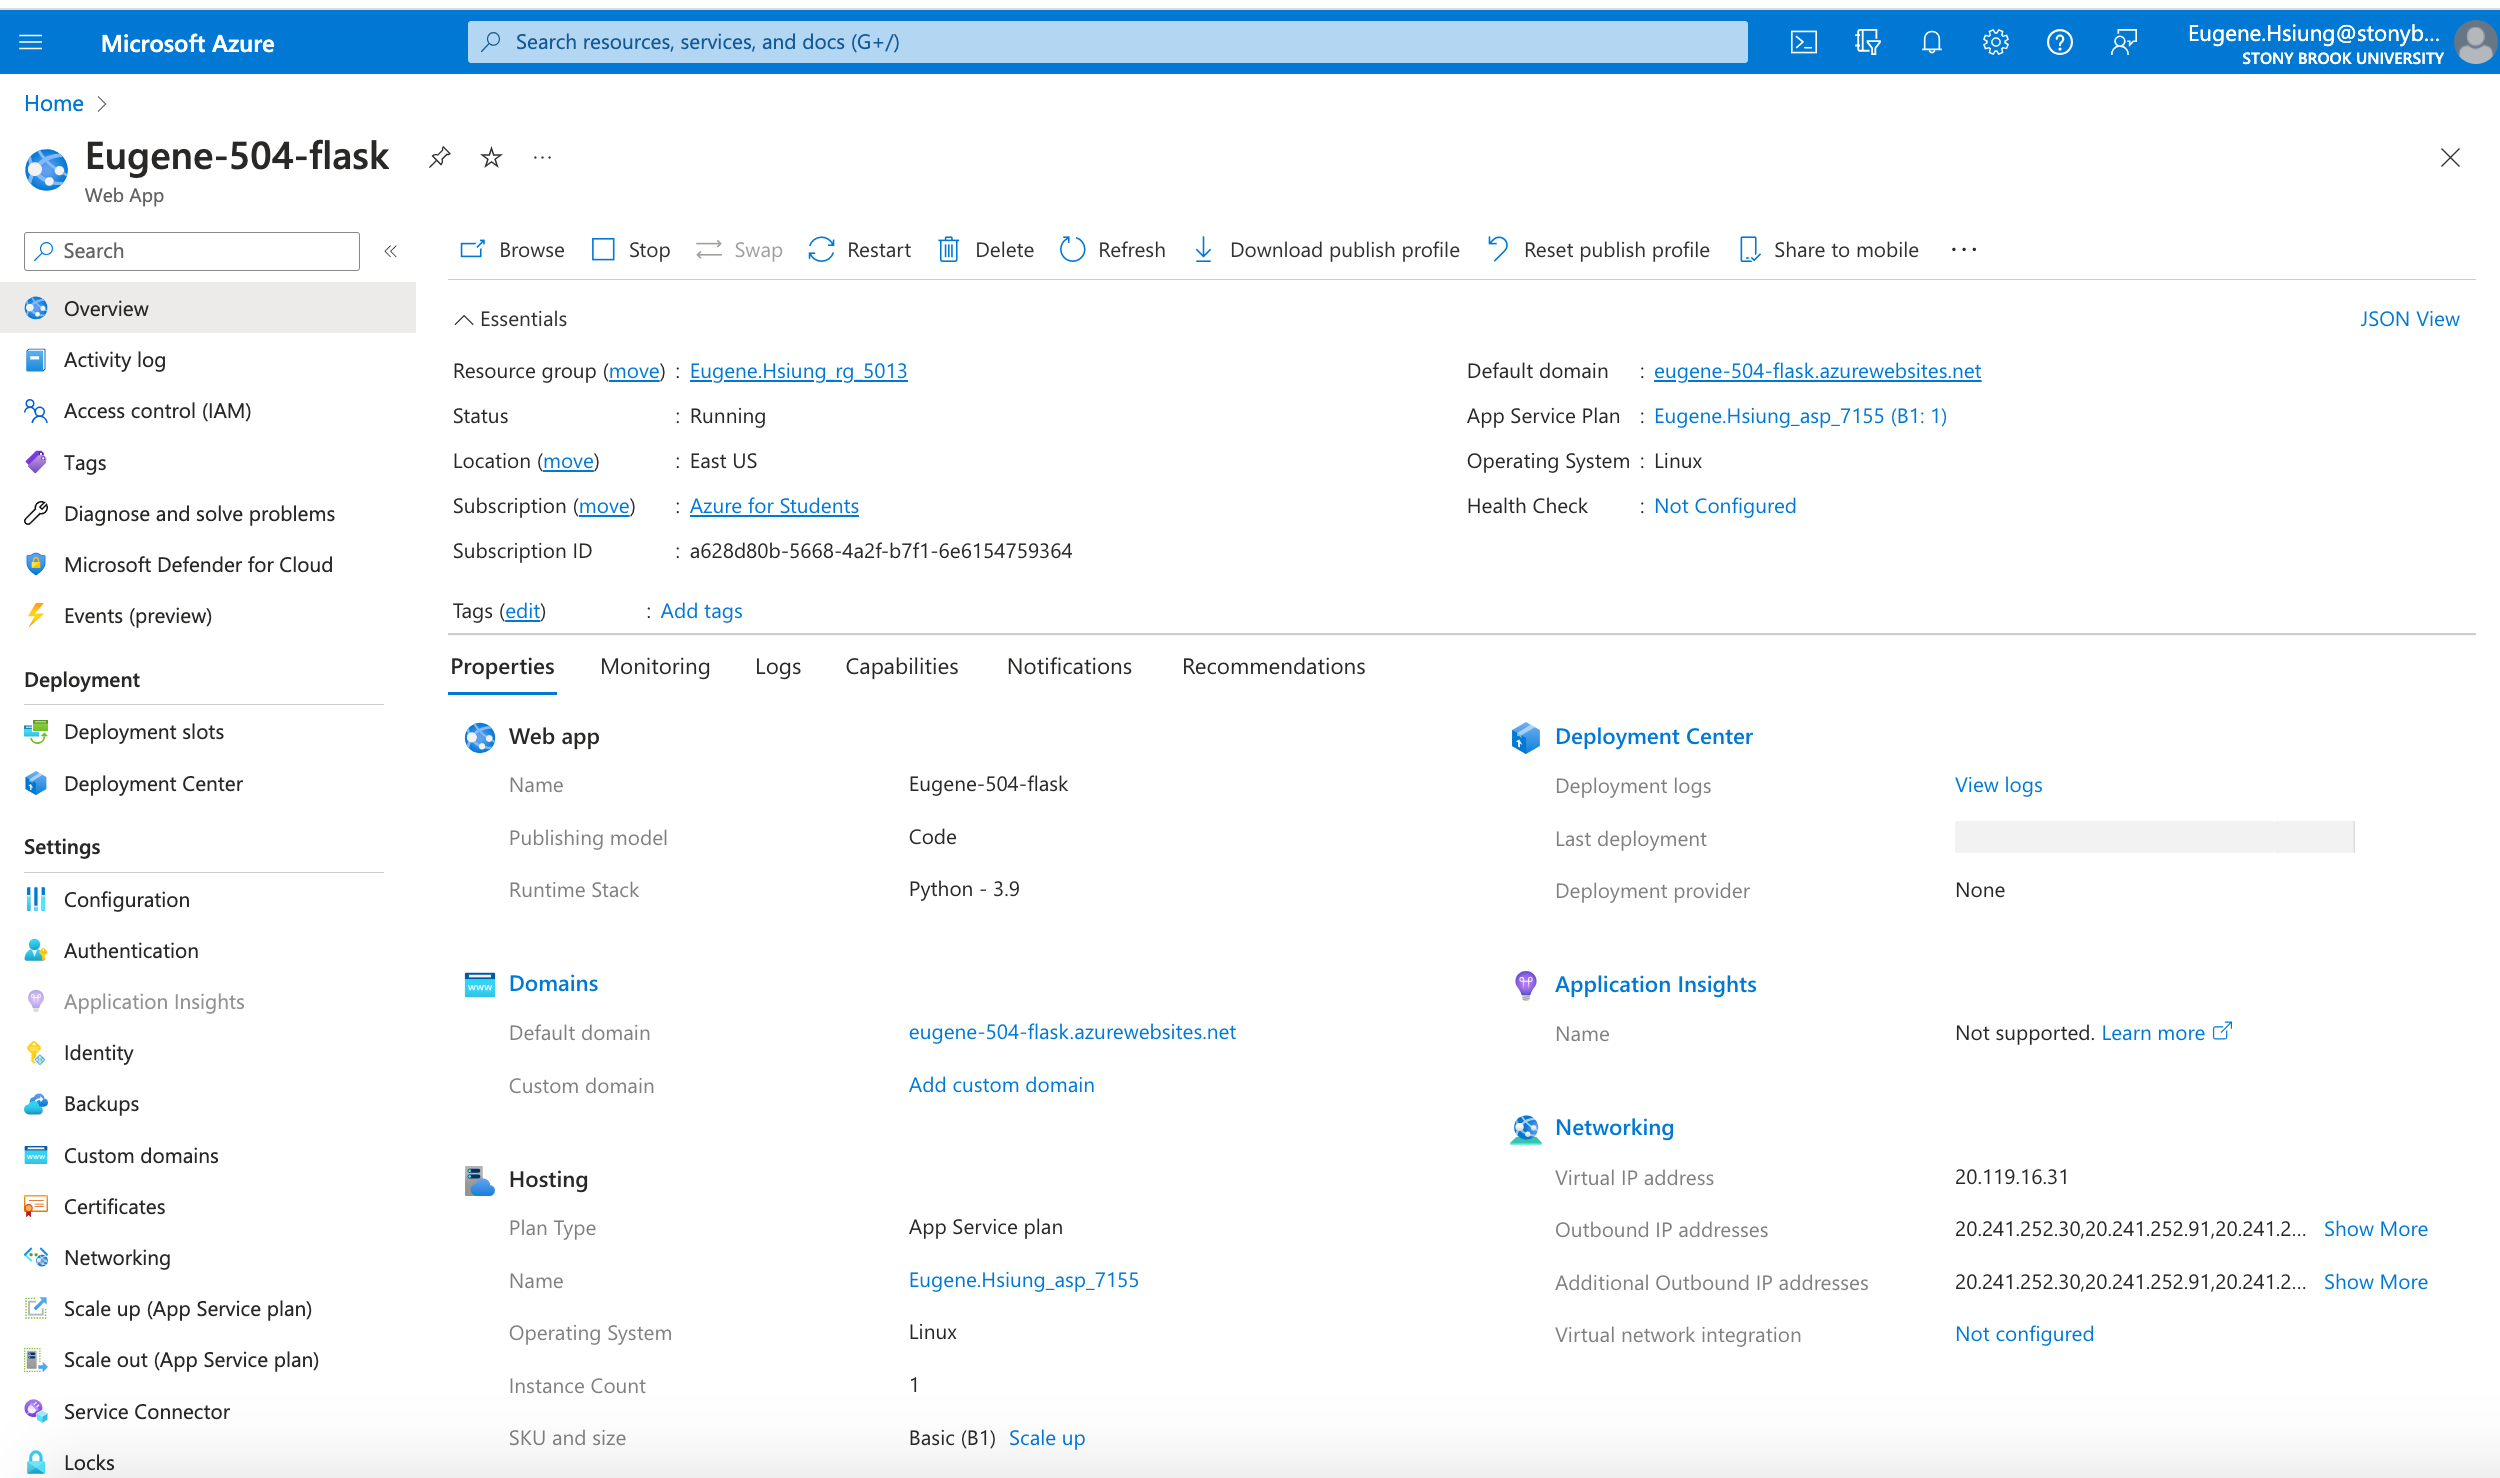 Microsoft Azure
Search resources, services, and docs (G+/)
Eugene.Hsiung@stonyb...
STONY BROOK UNIVERSITY
Home
Eugene-504-flask
Web App
Search
Overview
Activity log
Access control (IAM)
Tags
Diagnose and solve problems
Microsoft Defender for Cloud
Events (preview)
Deployment
Deployment slots
Deployment Center
Settings
Configuration
Authentication
Application Insights
Identity
Backups
Custom domains
Certificates
Networking
Scale up (App Service plan)
Scale out (App Service plan)
Service Connector
Locks
Browse Stop Swap Restart Delete Refresh Download publish profile Reset publish profile Share to mobile
Essentials
JSON View
Resource group (move) : Eugene.Hsiung_rg_5013
Status : Running
Location (move) : East US
Subscription (move) : Azure for Students
Subscription ID : a628d80b-5668-4a2f-b7f1-6e6154759364
Default domain : eugene-504-flask.azurewebsites.net
App Service Plan : Eugene.Hsiung_asp_7155 (B1: 1)
Operating System : Linux
Health Check : Not Configured
Tags (edit) : Add tags
Properties Monitoring Logs Capabilities Notifications Recommendations
Web app
Name Eugene-504-flask
Publishing model Code
Runtime Stack Python - 3.9
www
Domains
Default domain eugene-504-flask.azurewebsites.net
Custom domain Add custom domain
Hosting
Plan Type App Service plan
Name Eugene.Hsiung_asp_7155
Operating System Linux
Instance Count 1
SKU and size Basic (B1) Scale up
Deployment Center
Deployment logs View logs
Last deployment
Deployment provider None
Application Insights
Name Not supported. Learn more
Networking
Virtual IP address 20.119.16.31
Outbound IP addresses 20.241.252.30,20.241.252.91,20.241.2... Show More
Additional Outbound IP addresses 20.241.252.30,20.241.252.91,20.241.2... Show More
Virtual network integration Not configured